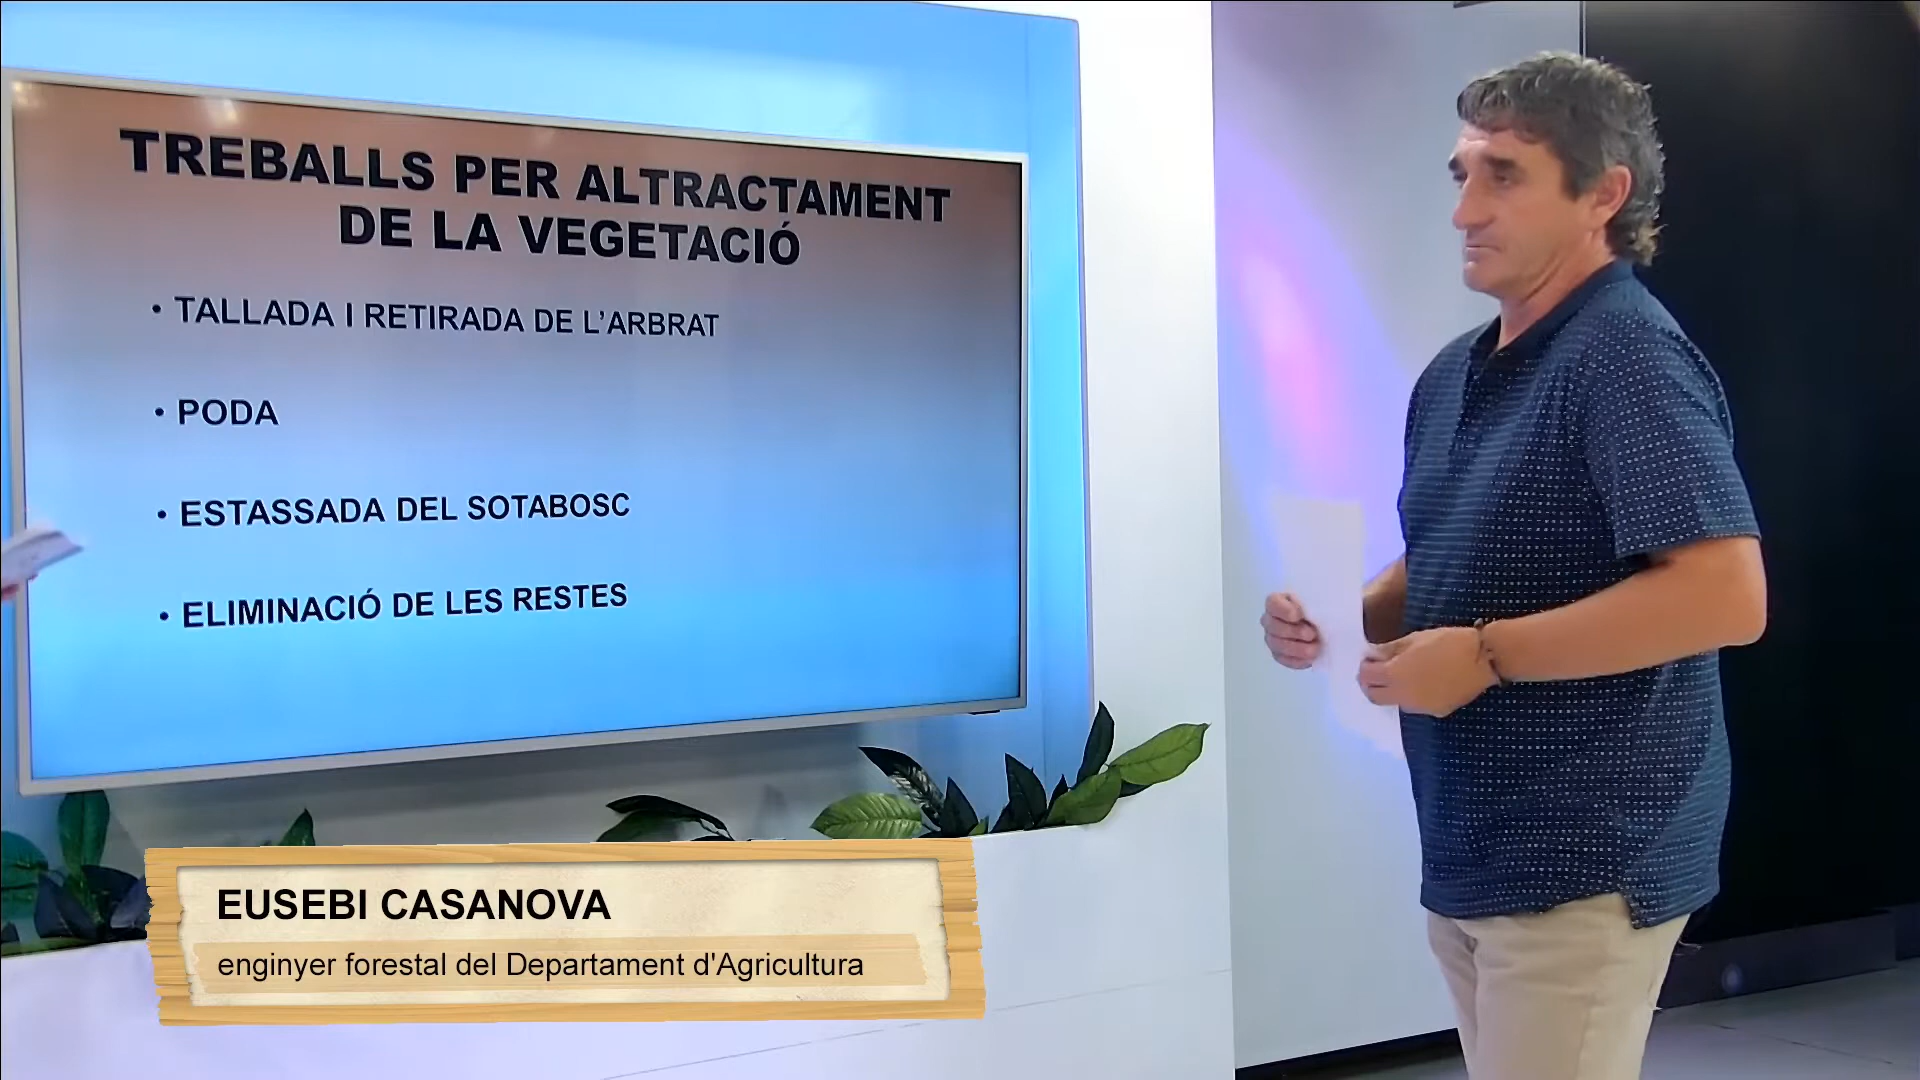 TREBALLS PER ALTRACTAMENT
DE LA VEGETACIÓ
• TALLADA I RETIRADA DE L’ARBRAT
• PODA
• ESTASSADA DEL SOTABOSC
• ELIMINACIÓ DE LES RESTES
EUSEBI CASANOVA
enginyer forestal del Departament d'Agricultura